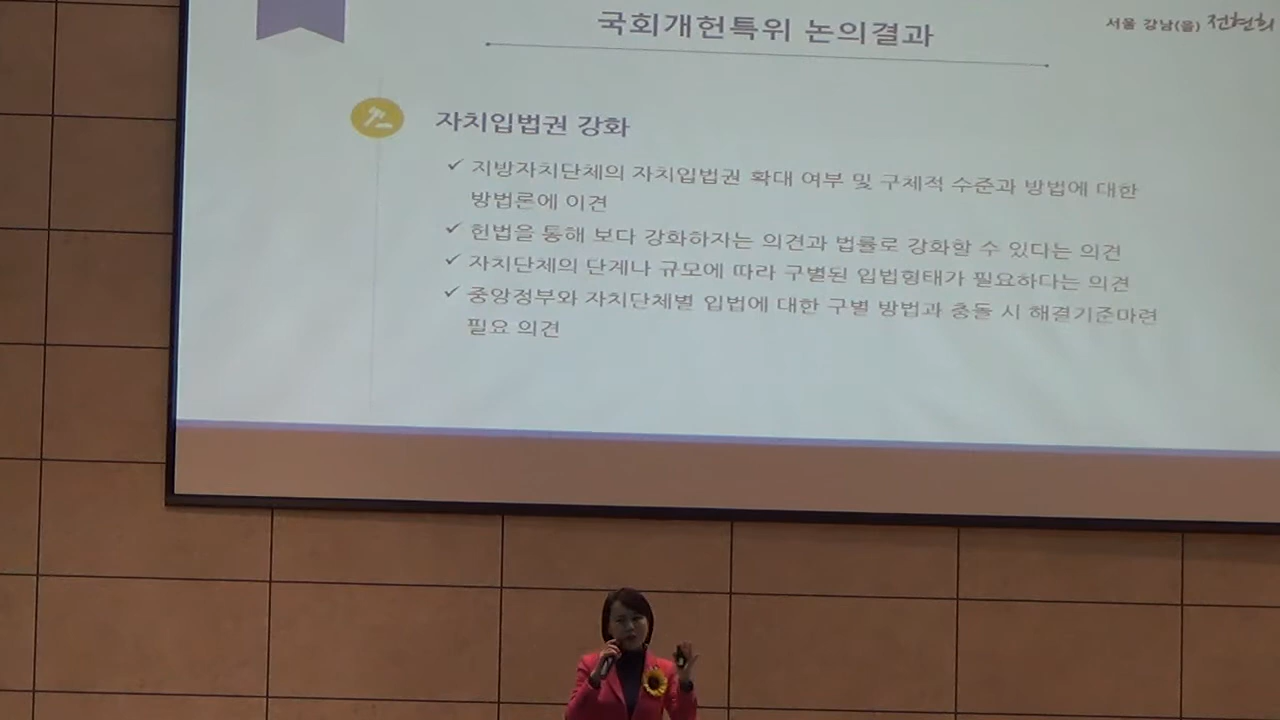 국회개헌특위 논의결과
서울 강남(을) 전현희
자치입법권 강화
✓ 지방자치단체의 자치입법권 확대 여부 및 구체적 수준과 방법에 대한
방법론에 이견
✓ 헌법을 통해 보다 강화하자는 의견과 법률로 강화할 수 있다는 의견
✓ 자치단체의 단계나 규모에 따라 구별된 입법형태가 필요하다는 의견
✓ 중앙정부와 자치단체별 입법에 대한 구별 방법과 충돌 시 해결기준마련
필요 의견